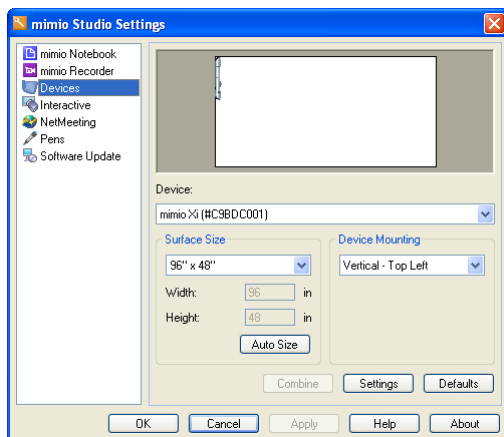 mimio Studio Settings
mimio Notebook
mimio Recorder
Devices
Interactive
NetMeeting
Pens
Software Update
Device:
mimio Xi (#C9BDC001)
Surface Size
96" x 48"
Width: 96 in
Height: 48 in
Auto Size
Device Mounting
Vertical - Top Left
Combine Settings Defaults
OK Cancel Apply Help About